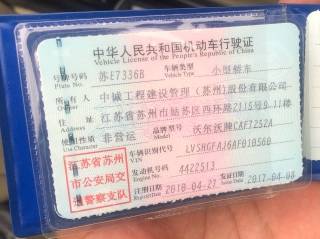 中华人民共和国机动车行驶证
Vehicle License of the People's Republic of China
号牌号码 苏E7336B 车辆类型 小型轿车
Plate No. Vehicle Type
所有人 中诚工程建设管理(苏州)股份有限公司
Owner
住址 江苏省苏州市姑苏区西环路2115号9-11楼
Address
使用性质 非营运 品牌型号 沃尔沃牌CAF7252A
Use Character Model
江苏省苏州
市公安局交
通警察支队
车辆识别代号 LVSHGFAJ6AF010560
VIN
发动机号码 4422513
Engine No.
注册日期 2010-04-27 发证日期 2017-04-08
Register Date Issue Date